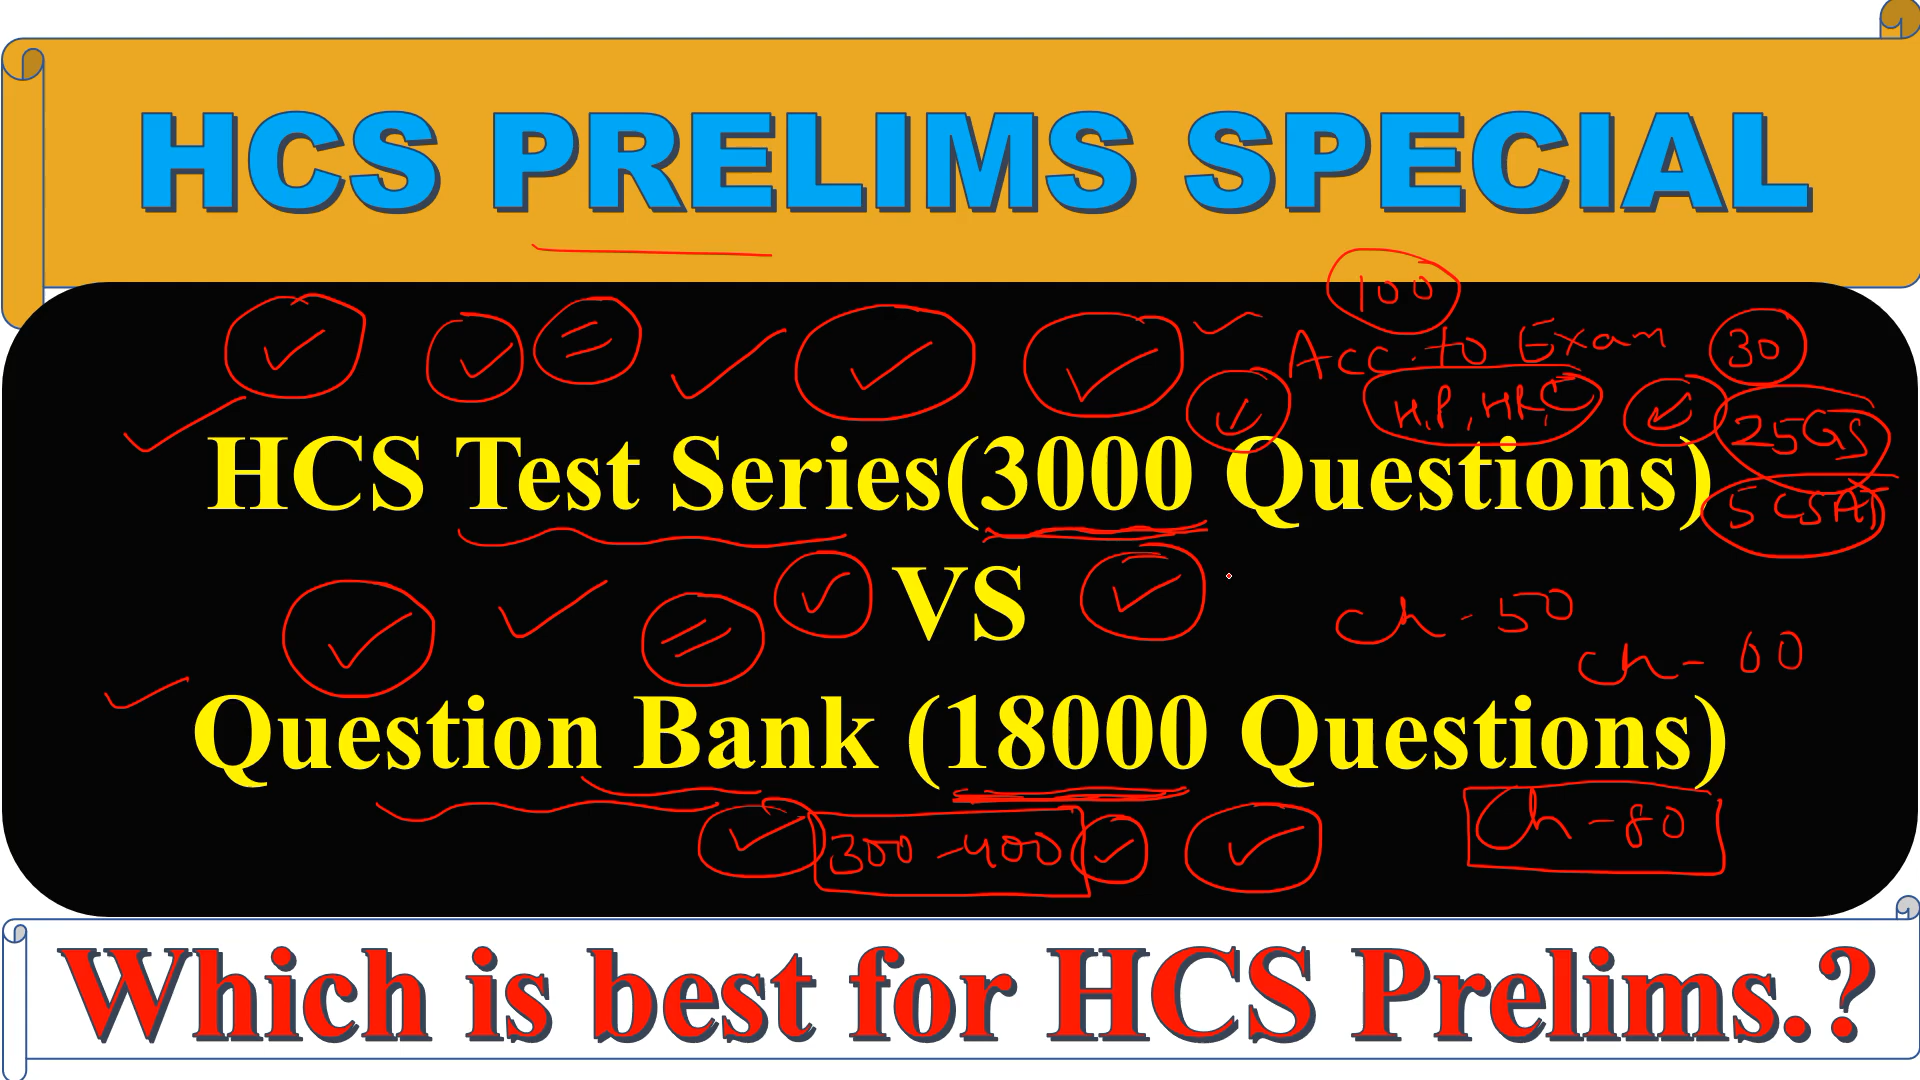 HCS PRELIMS SPECIAL
100
Acc. to Exam 30
H.P, HR, 25GS
HCS Test Series(3000 Questions)
5 CSAT
VS
ch - 50
ch - 60
Question Bank (18000 Questions)
300 - 400
ch - 80
Which is best for HCS Prelims.?